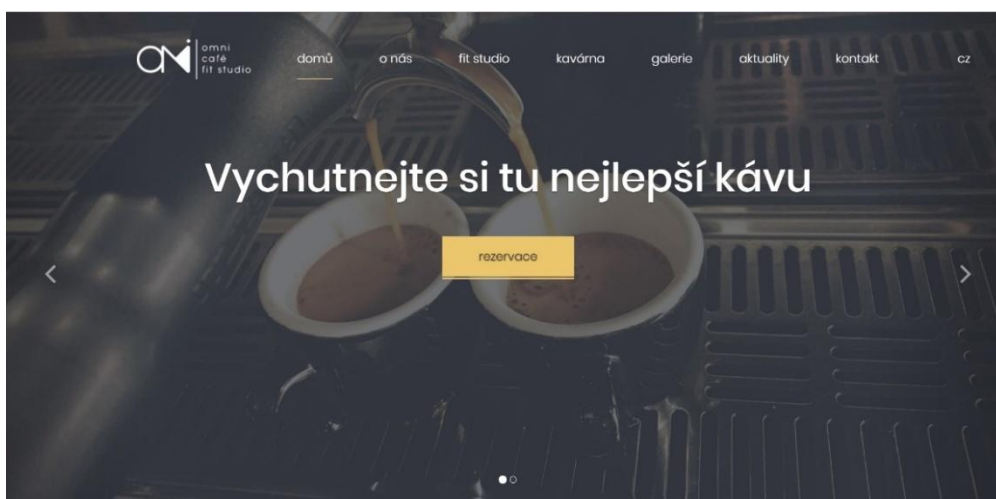 omni
café
fit studio
domů o nás fit studio kavárna galerie aktuality kontakt cz
Vychutnejte si tu nejlepší kávu
rezervace